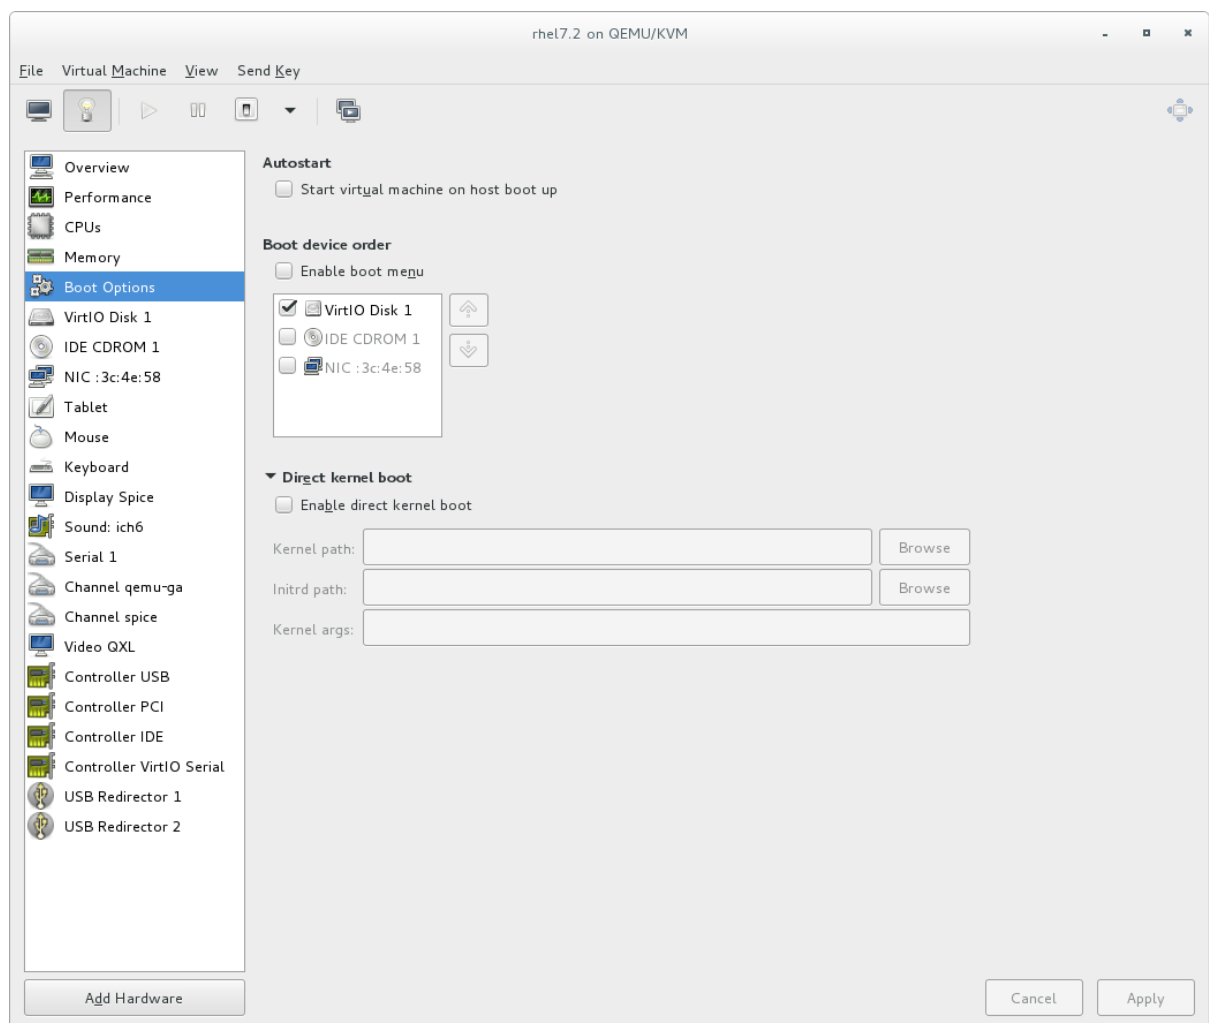 rhel7.2 on QEMU/KVM
File Virtual Machine View Send Key
Overview
Performance
CPUs
Memory
Boot Options
VirtIO Disk 1
IDE CDROM 1
NIC :3c:4e:58
Tablet
Mouse
Keyboard
Display Spice
Sound: ich6
Serial 1
Channel qemu-ga
Channel spice
Video QXL
Controller USB
Controller PCI
Controller IDE
Controller VirtIO Serial
USB Redirector 1
USB Redirector 2
Add Hardware
Autostart
Start virtual machine on host boot up
Boot device order
Enable boot menu
VirtIO Disk 1
IDE CDROM 1
NIC :3c:4e:58
Direct kernel boot
Enable direct kernel boot
Kernel path: Browse
Initrd path: Browse
Kernel args:
Cancel Apply